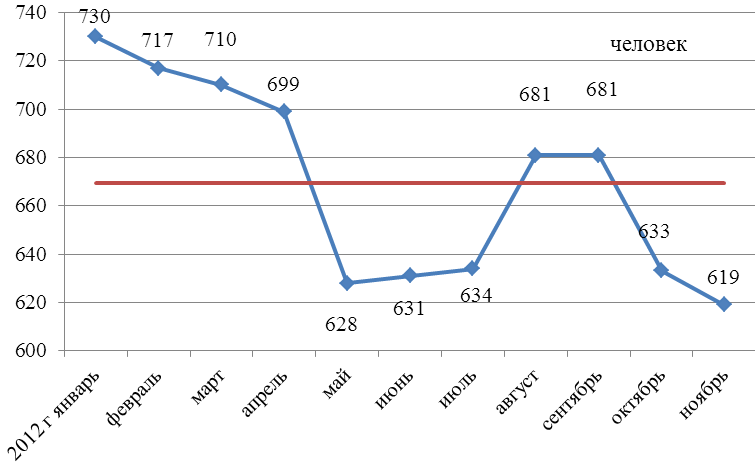 740
720
700
680
660
640
620
600
730
717
710
699
628
631
634
681
681
633
619
человек
2012 г январь
февраль
март
апрель
май
июнь
июль
август
сентябрь
октябрь
ноябрь